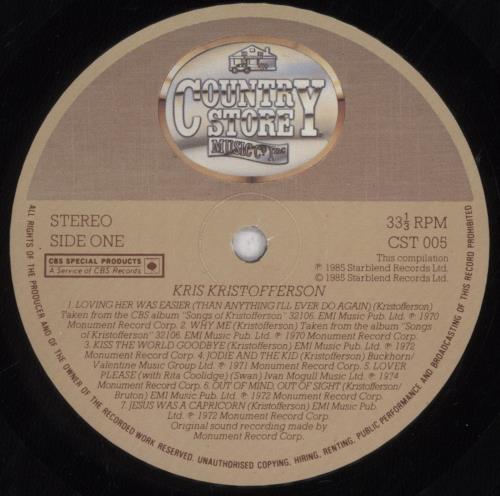 COUNTRY
STORE
MUSIC Co
STEREO
SIDE ONE
33⅓ RPM
CST 005
CBS SPECIAL PRODUCTS
A Service of CBS Records
This compilation
℗ 1985 Starblend Records Ltd.
© 1985 Starblend Records Ltd.
KRIS KRISTOFFERSON
1. LOVING HER WAS EASIER (THAN ANYTHING I'LL EVER DO AGAIN) (Kristofferson)
Taken from the CBS album "Songs of Kristofferson" 32106. EMI Music Pub. Ltd. ℗ 1970
Monument Record Corp. 2. WHY ME (Kristofferson) Taken from the album "Songs
of Kristofferson" 32106. EMI Music Pub. Ltd. ℗ 1970 Monument Record Corp.
3. KISS THE WORLD GOODBYE (Kristofferson) EMI Music Pub. Ltd. ℗ 1972
Monument Record Corp. 4. JODIE AND THE KID (Kristofferson) Buckhorn/
Valentine Music Group Ltd. ℗ 1971 Monument Record Corp. 5. LOVER
PLEASE (with Rita Coolidge) (Swan) Ivan Mogull Music Ltd. ℗ 1974
Monument Record Corp. 6. OUT OF MIND, OUT OF SIGHT (Kristofferson/
Bruton) EMI Music Pub. Ltd. ℗ 1972 Monument Record Corp.
7. JESUS WAS A CAPRICORN (Kristofferson) EMI Music Pub.
Ltd. ℗ 1972 Monument Record Corp.
Original sound recording made by
Monument Record Corp.
ALL RIGHTS OF THE PRODUCER AND OF THE OWNER OF THE RECORDED WORK RESERVED. UNAUTHORISED COPYING, HIRING, RENTING, PUBLIC PERFORMANCE AND BROADCASTING OF THIS RECORD PROHIBITED